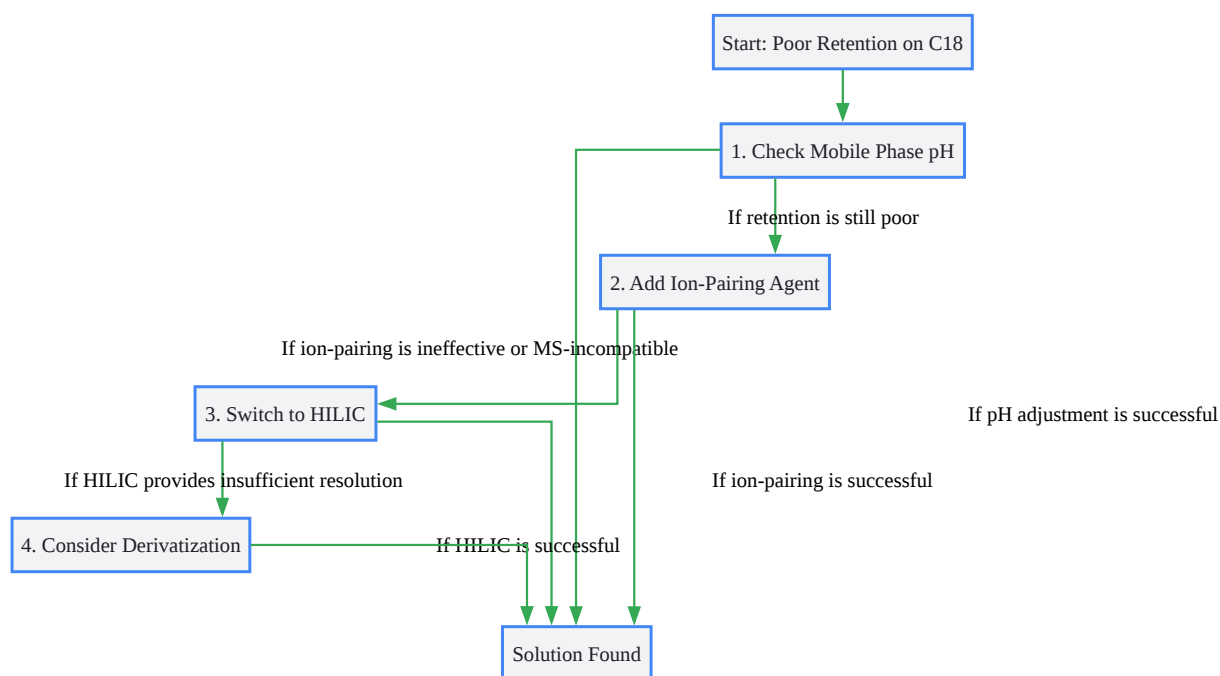 Start: Poor Retention on C18
1. Check Mobile Phase pH
If retention is still poor
2. Add Ion-Pairing Agent
If ion-pairing is ineffective or MS-incompatible
3. Switch to HILIC
If pH adjustment is successful
If HILIC provides insufficient resolution
If ion-pairing is successful
4. Consider Derivatization
If HILIC is successful
Solution Found